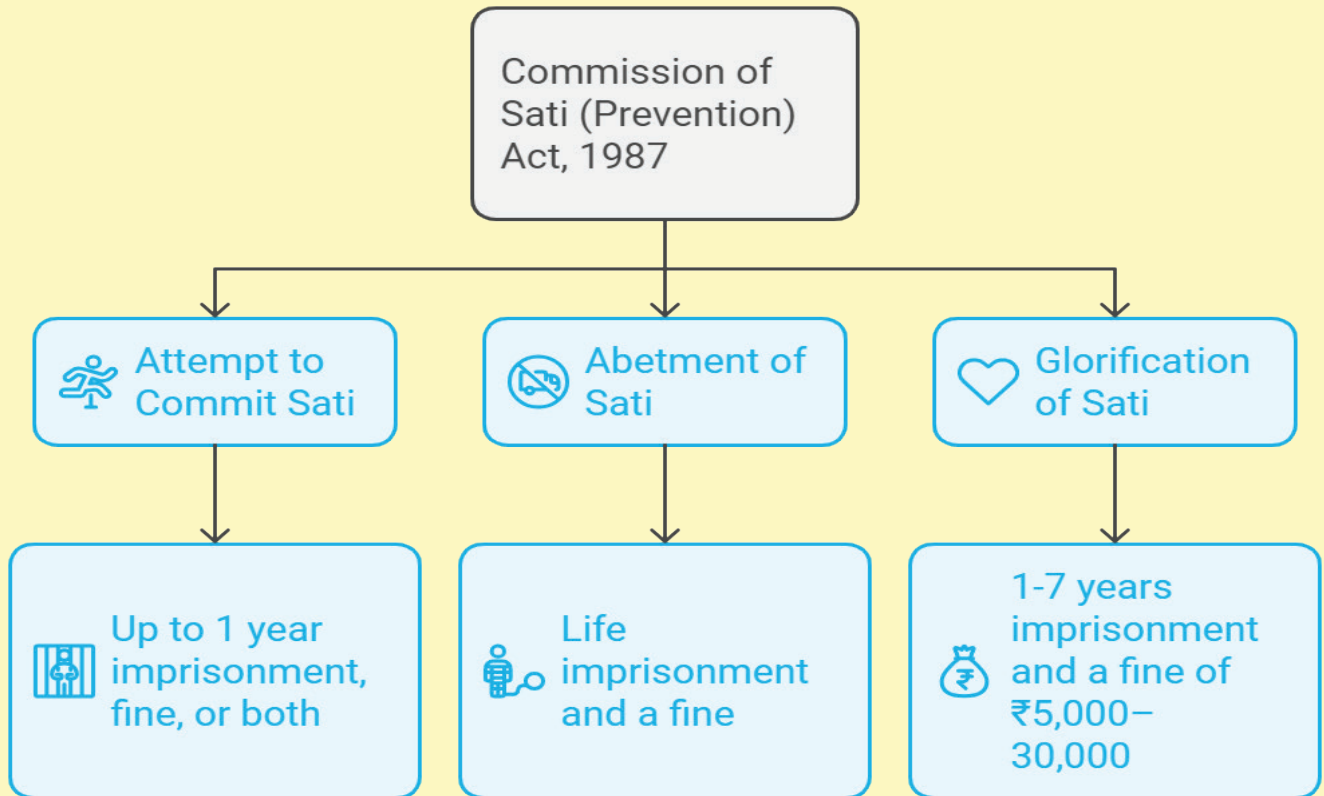 Commission of
Sati (Prevention)
Act, 1987
Attempt to
Commit Sati
Abetment of
Sati
Glorification
of Sati
Up to 1 year
imprisonment,
fine, or both
Life
imprisonment
and a fine
₹
1-7 years
imprisonment
and a fine of
₹5,000–
30,000